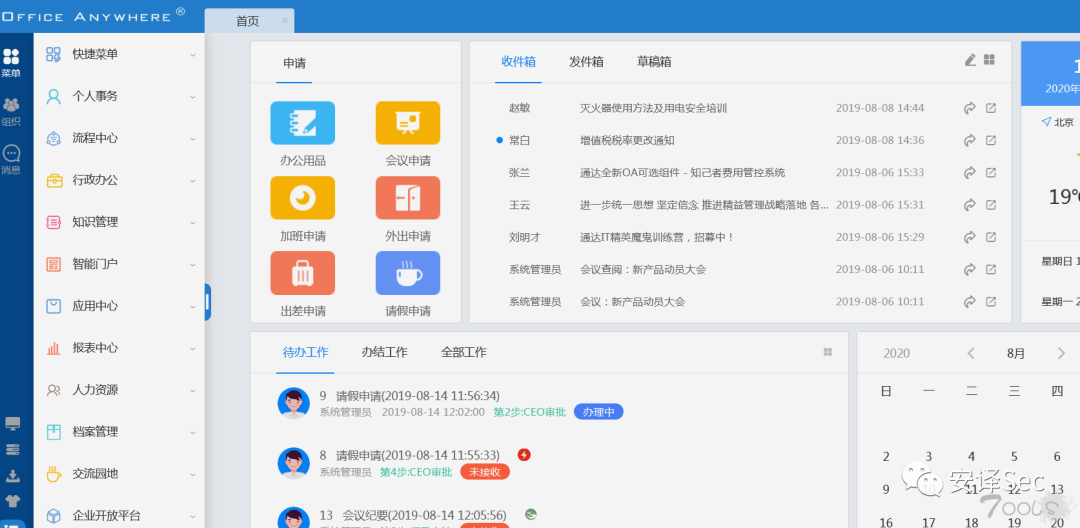 OFFICE ANYWHERE®
首页
菜单
组织
消息
快捷菜单
个人事务
流程中心
行政办公
知识管理
智能门户
应用中心
报表中心
人力资源
档案管理
交流园地
企业开放平台
申请
办公用品
会议申请
加班申请
外出申请
出差申请
请假申请
收件箱 发件箱 草稿箱
赵敏 灭火器使用方法及用电安全培训 2019-08-08 14:44
常白 增值税税率更改通知 2019-08-08 14:36
张兰 通达全新OA可选组件 - 知己者费用管控系统 2019-08-06 15:33
王云 进一步统一思想 坚定信念 推进精益管理战略落地 各... 2019-08-06 15:31
刘明才 通达IT精英魔鬼训练营，招募中！ 2019-08-06 15:29
系统管理员 会议查阅：新产品动员大会 2019-08-06 10:11
系统管理员 会议：新产品动员大会 2019-08-06 10:11
2020年
北京
19℃
星期日 1
星期一 2
待办工作 办结工作 全部工作
9 请假申请(2019-08-14 11:56:34)
系统管理员 2019-08-14 12:02:00 第2步:CEO审批 办理中
8 请假申请(2019-08-14 11:55:33)
系统管理员 第4步:CEO审批 未接收
13 会议纪要(2019-08-14 12:05:56)
2020 8月
日 一 二 三 四
2 3 4 5 6
9 10 11 12 13
16 17 18 19 20
安译Sec
7ools